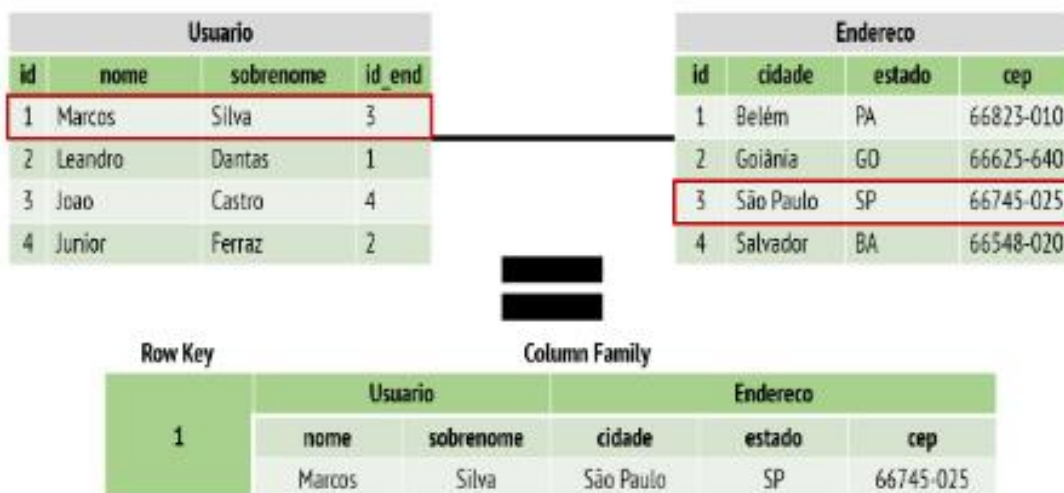 Usuario
id nome sobrenome id_end
1 Marcos Silva 3
2 Leandro Dantas 1
3 Joao Castro 4
4 Junior Ferraz 2
Endereco
id cidade estado cep
1 Belém PA 66823-010
2 Goiânia GO 66625-640
3 São Paulo SP 66745-025
4 Salvador BA 66548-020
Row Key Column Family
Usuario Endereco
1 nome sobrenome cidade estado cep
Marcos Silva São Paulo SP 66745-025